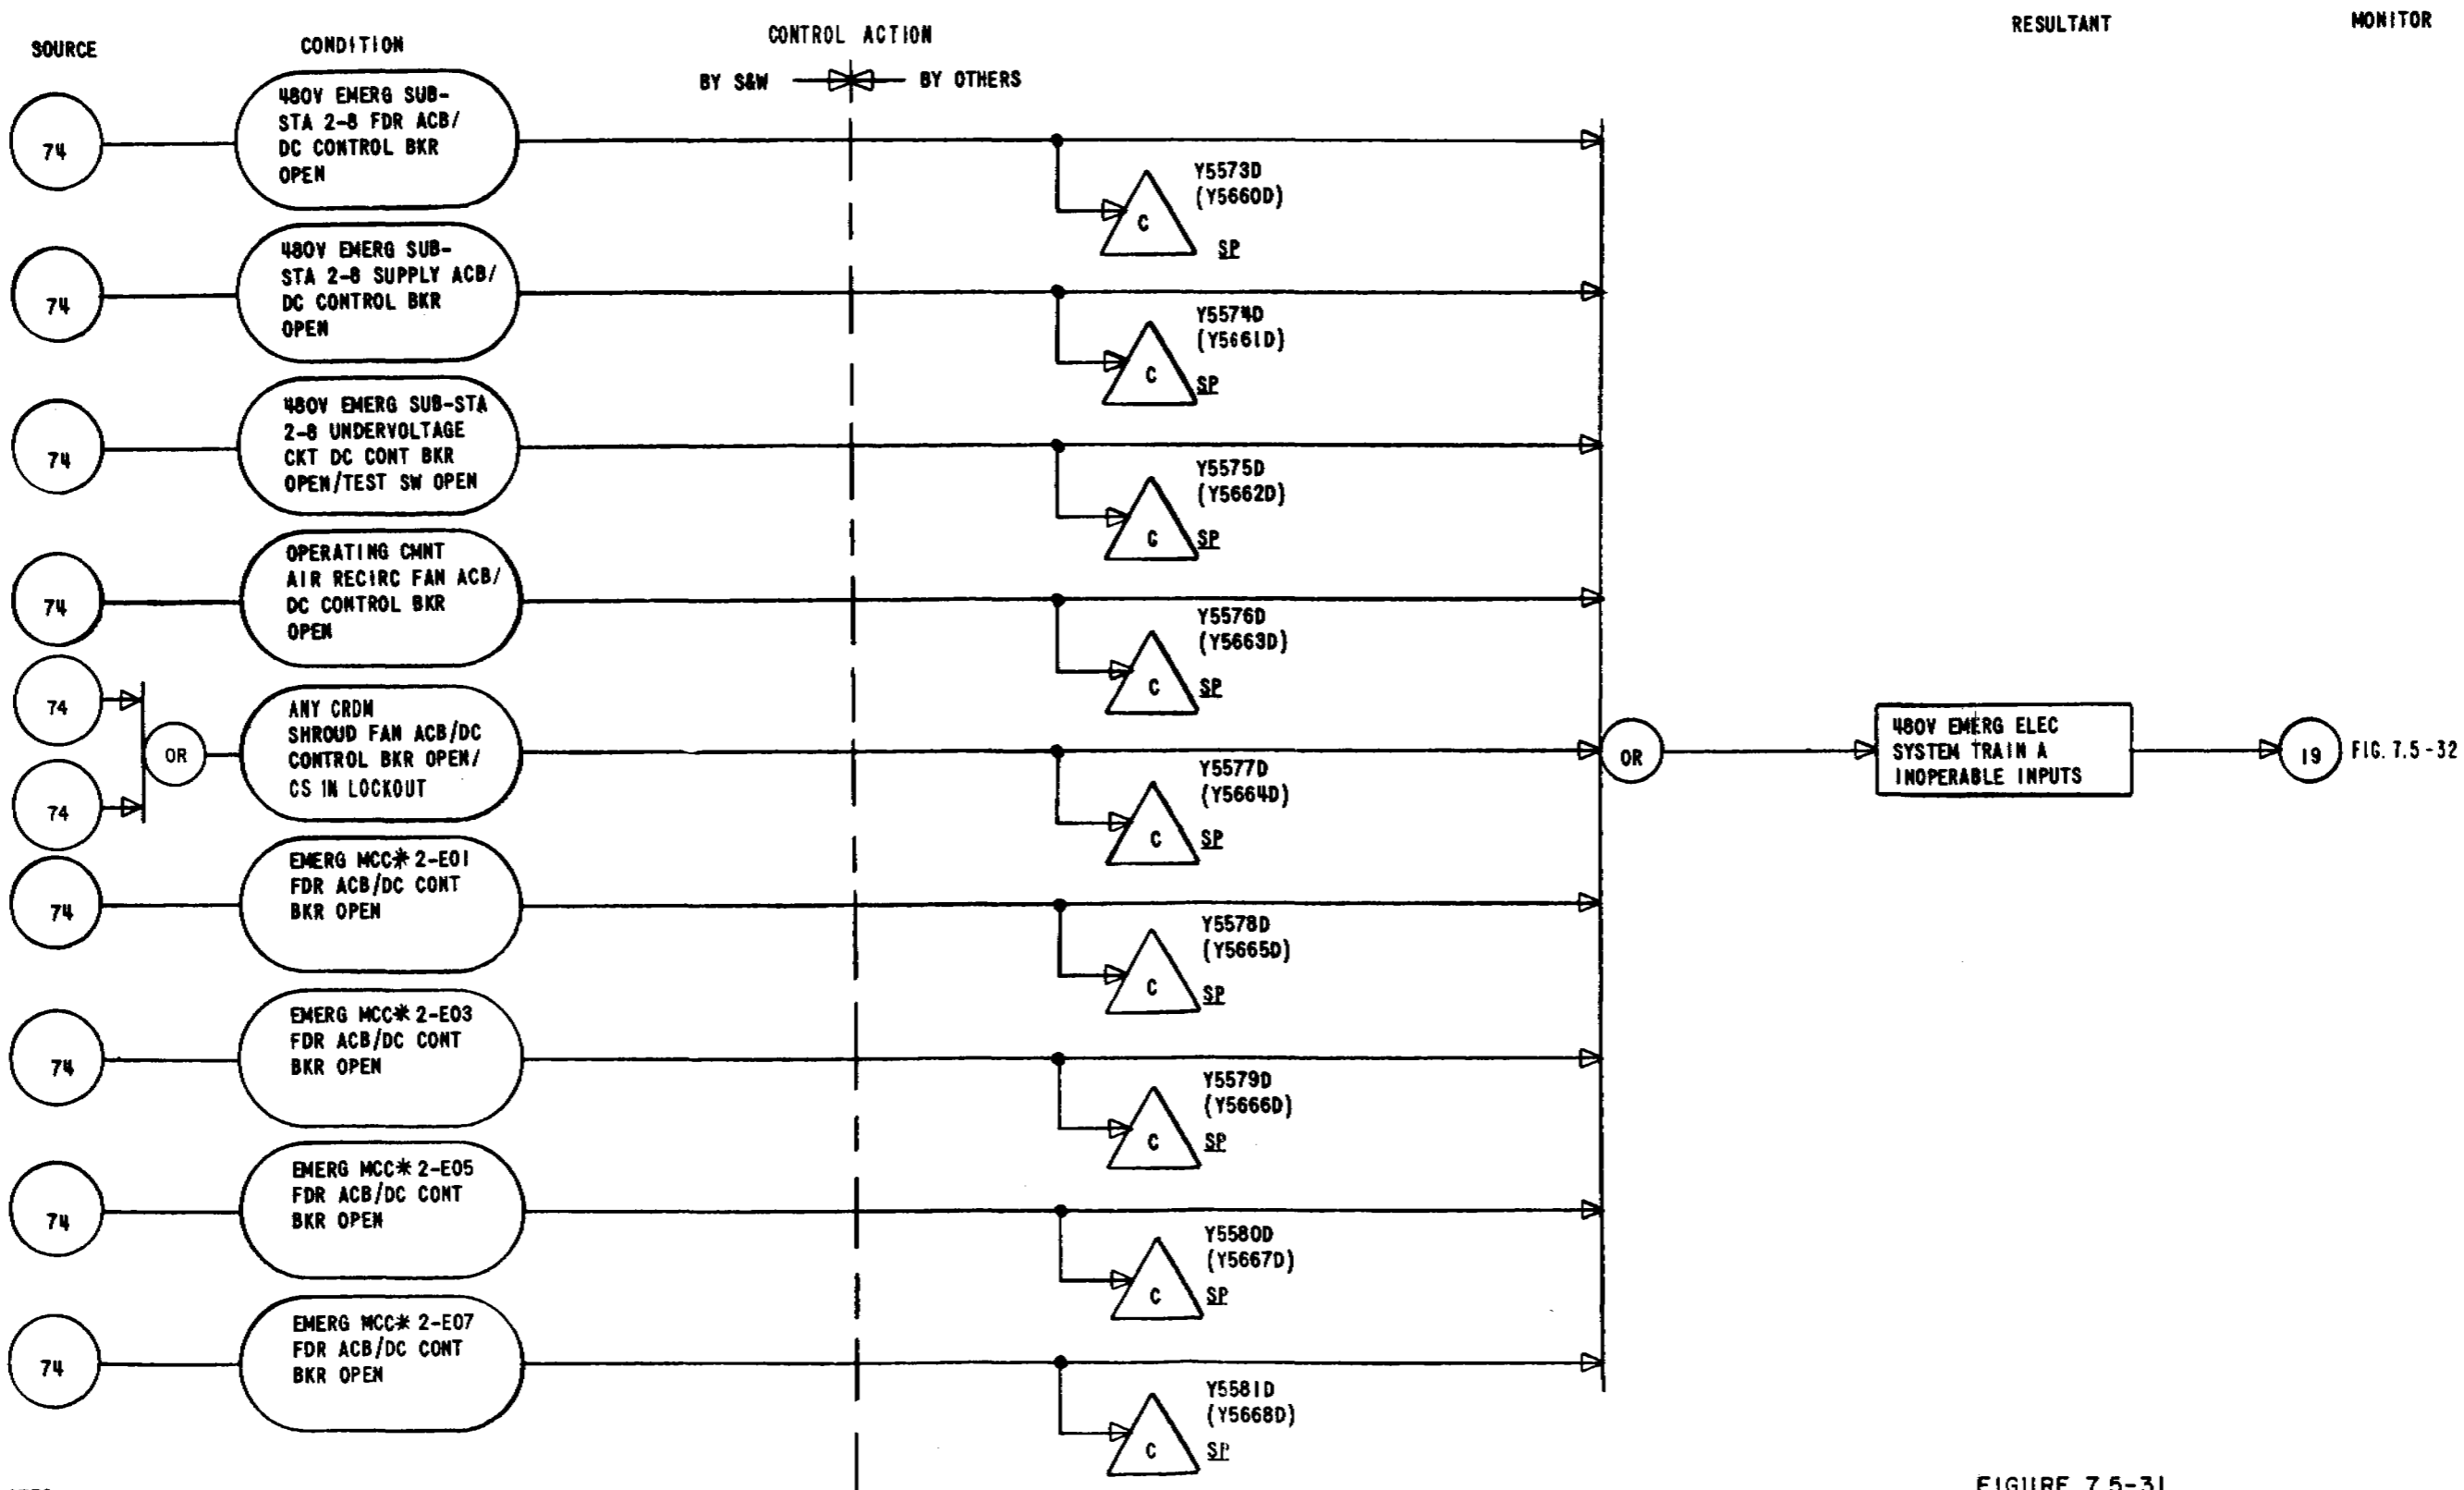 SOURCE
CONDITION
CONTROL ACTION
RESULTANT
MONITOR
BY S&W
BY OTHERS
74
480V EMERG SUB-
STA 2-8 FDR ACB/
DC CONTROL BKR
OPEN
Y5573D
(Y5660D)
C
SP
74
480V EMERG SUB-
STA 2-8 SUPPLY ACB/
DC CONTROL BKR
OPEN
Y5574D
(Y5661D)
C
SP
74
480V EMERG SUB-STA
2-8 UNDERVOLTAGE
CKT DC CONT BKR
OPEN/TEST SW OPEN
Y5575D
(Y5662D)
C
SP
74
OPERATING CMNT
AIR RECIRC FAN ACB/
DC CONTROL BKR
OPEN
Y5576D
(Y5663D)
C
SP
74
74
OR
ANY CRDM
SHROUD FAN ACB/DC
CONTROL BKR OPEN/
CS IN LOCKOUT
Y5577D
(Y5664D)
C
SP
OR
480V EMERG ELEC
SYSTEM TRAIN A
INOPERABLE INPUTS
19
FIG. 7.5-32
74
EMERG MCC* 2-E01
FDR ACB/DC CONT
BKR OPEN
Y5578D
(Y5665D)
C
SP
74
EMERG MCC* 2-E03
FDR ACB/DC CONT
BKR OPEN
Y5579D
(Y5666D)
C
SP
74
EMERG MCC* 2-E05
FDR ACB/DC CONT
BKR OPEN
Y5580D
(Y5667D)
C
SP
74
EMERG MCC* 2-E07
FDR ACB/DC CONT
BKR OPEN
Y5581D
(Y5668D)
C
SP
FIGURE 7.5-31